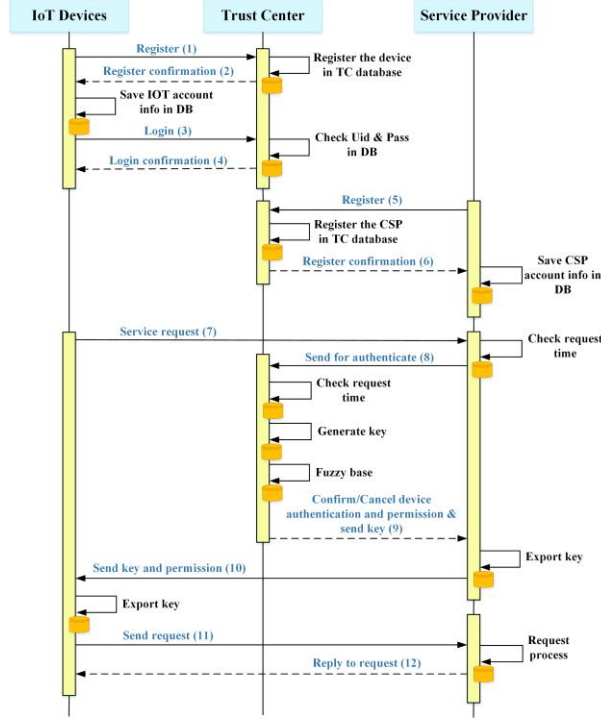 IoT Devices
Trust Center
Service Provider
Register (1)
Register the device
in TC database
Register confirmation (2)
Save IOT account
info in DB
Login (3)
Check Uid & Pass
in DB
Login confirmation (4)
Register (5)
Register the CSP
in TC database
Register confirmation (6)
Save CSP
account info in
DB
Service request (7)
Check request
time
Send for authenticate (8)
Check request
time
Generate key
Fuzzy base
Confirm/Cancel device
authentication and permission &
send key (9)
Export key
Send key and permission (10)
Export key
Send request (11)
Request
process
Reply to request (12)